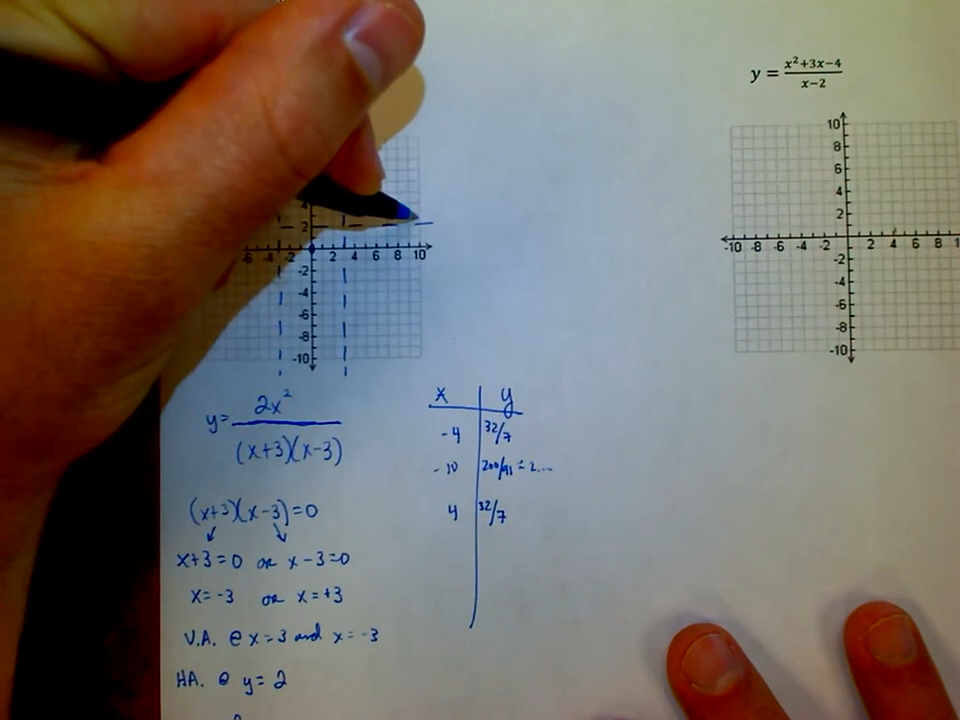 y = x²+3x-4 / x-2
4
2
-6 -2 2 4 6 8 10
-2
-4
-6
-8
-10
10
8
6
4
2
-10 -8 -6 -4 -2 2 4 6 8 1
-2
-4
-6
-8
-10
y = 2x² / (x+3)(x-3)
(x+3)(x-3)=0
x+3=0 or x-3=0
x=-3 or x=+3
V.A. @ x=3 and x=-3
HA. @ y=2
x y
-4 32/7
-10 200/91 ≐ 2...
4 32/7